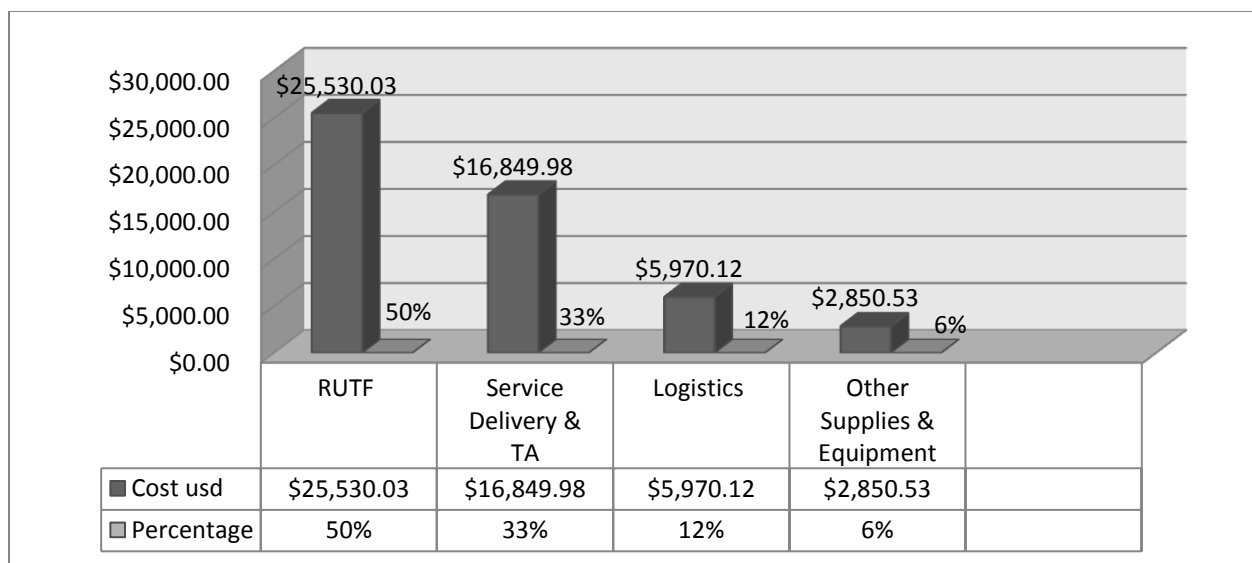 $30,000.00
$25,000.00
$20,000.00
$15,000.00
$10,000.00
$5,000.00
$0.00
$25,530.03
50%
$16,849.98
33%
$5,970.12
12%
$2,850.53
6%
RUTF
Service
Delivery &
TA
Logistics
Other
Supplies &
Equipment
Cost usd $25,530.03 $16,849.98 $5,970.12 $2,850.53
Percentage 50% 33% 12% 6%